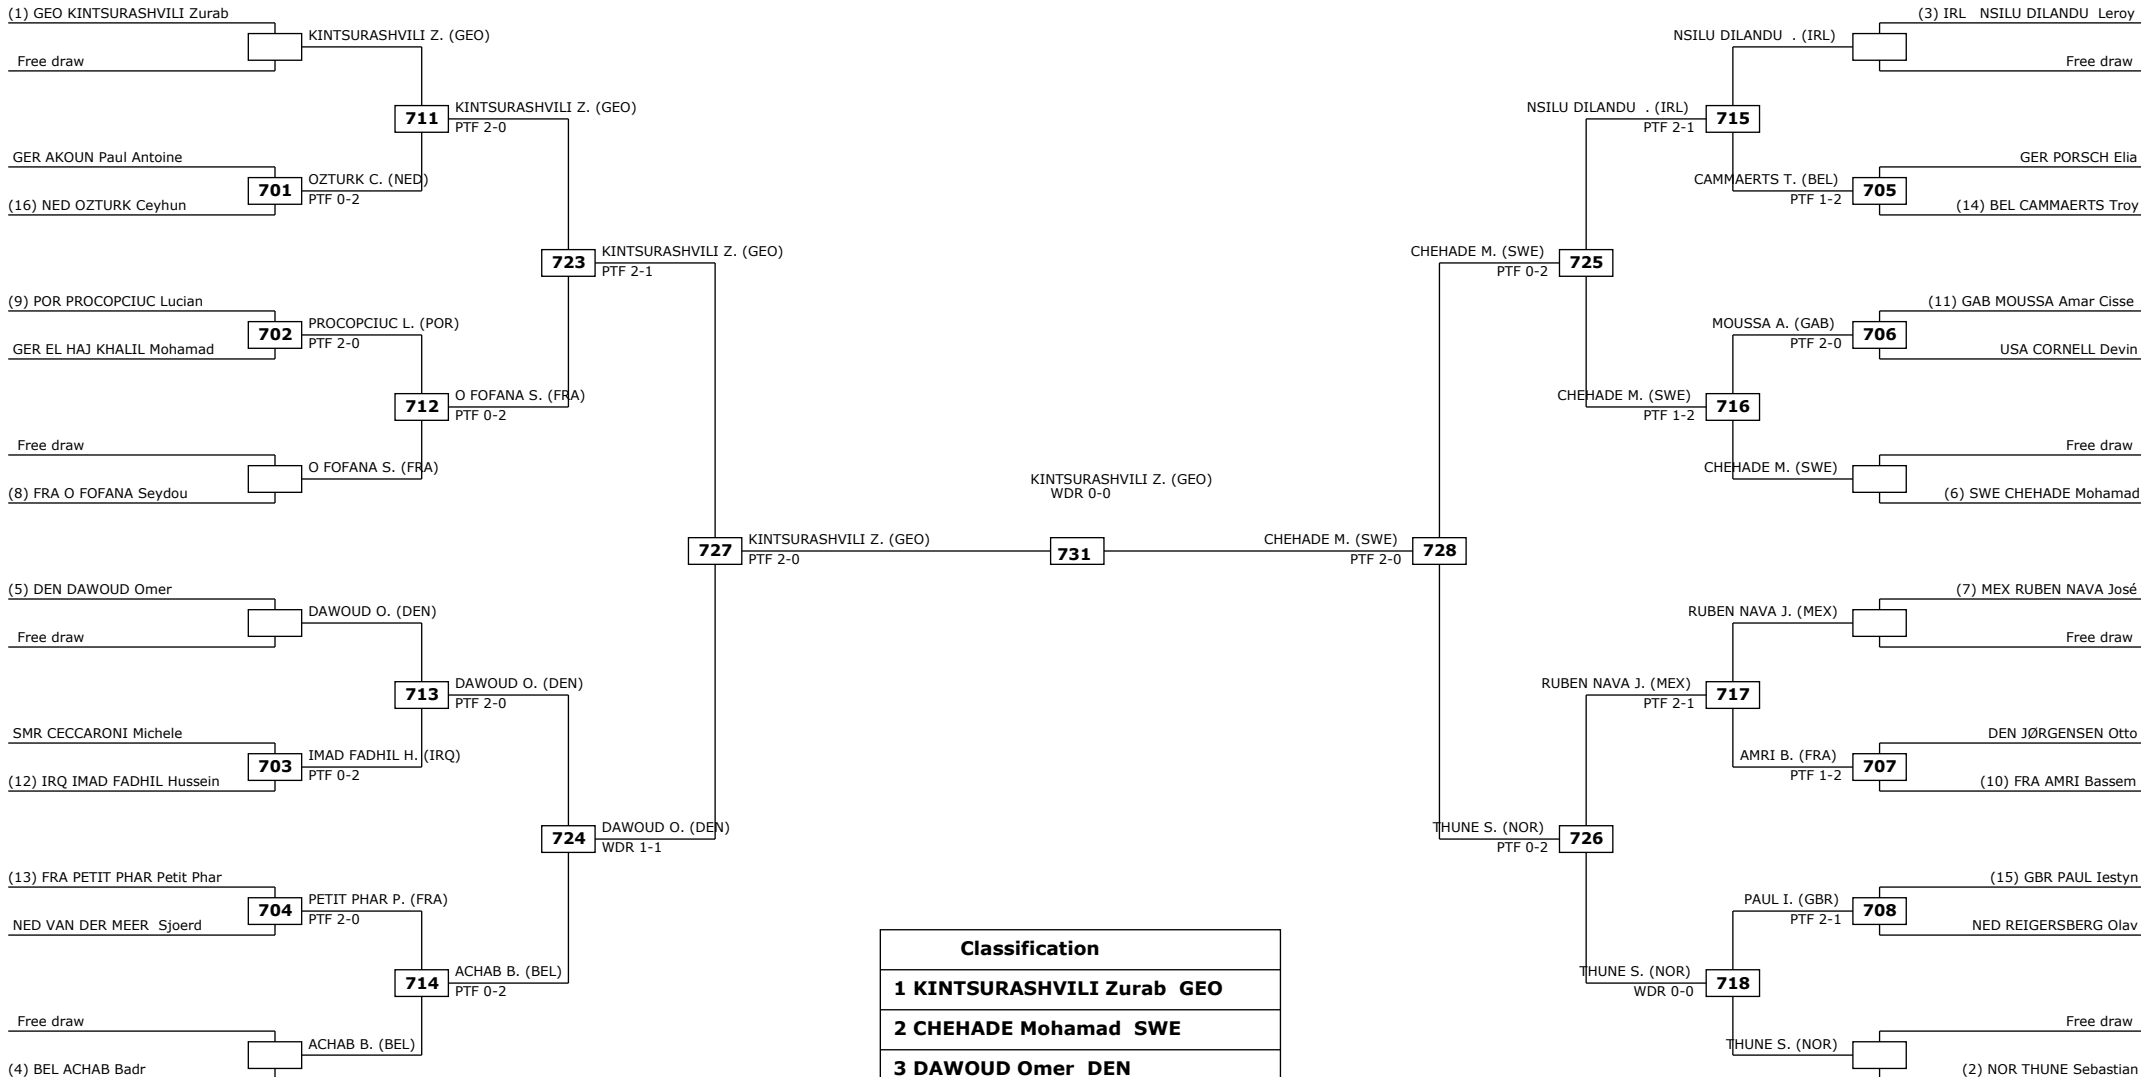 (1) GEO KINTSURASHVILI Zurab
KINTSURASHVILI Z. (GEO)
Free draw
711
KINTSURASHVILI Z. (GEO)
PTF 2-0
GER AKOUN Paul Antoine
701
OZTURK C. (NED)
PTF 0-2
(16) NED OZTURK Ceyhun
723
KINTSURASHVILI Z. (GEO)
PTF 2-1
(9) POR PROCOPCIUC Lucian
702
PROCOPCIUC L. (POR)
PTF 2-0
GER EL HAJ KHALIL Mohamad
712
O FOFANA S. (FRA)
PTF 0-2
Free draw
O FOFANA S. (FRA)
(8) FRA O FOFANA Seydou
727
KINTSURASHVILI Z. (GEO)
PTF 2-0
(5) DEN DAWOUD Omer
DAWOUD O. (DEN)
Free draw
713
DAWOUD O. (DEN)
PTF 2-0
SMR CECCARONI Michele
703
IMAD FADHIL H. (IRQ)
PTF 0-2
(12) IRQ IMAD FADHIL Hussein
724
DAWOUD O. (DEN)
WDR 1-1
(13) FRA PETIT PHAR Petit Phar
704
PETIT PHAR P. (FRA)
PTF 2-0
NED VAN DER MEER Sjoerd
714
ACHAB B. (BEL)
PTF 0-2
Free draw
ACHAB B. (BEL)
(4) BEL ACHAB Badr
KINTSURASHVILI Z. (GEO)
WDR 0-0
731
Classification
1 KINTSURASHVILI Zurab GEO
2 CHEHADE Mohamad SWE
3 DAWOUD Omer DEN
(3) IRL NSILU DILANDU Leroy
NSILU DILANDU . (IRL)
Free draw
NSILU DILANDU . (IRL)
PTF 2-1
715
GER PORSCH Elia
CAMMAERTS T. (BEL)
PTF 1-2
705
(14) BEL CAMMAERTS Troy
CHEHADE M. (SWE)
PTF 0-2
725
(11) GAB MOUSSA Amar Cisse
MOUSSA A. (GAB)
PTF 2-0
706
USA CORNELL Devin
CHEHADE M. (SWE)
PTF 1-2
716
Free draw
CHEHADE M. (SWE)
(6) SWE CHEHADE Mohamad
CHEHADE M. (SWE)
PTF 2-0
728
(7) MEX RUBEN NAVA José
RUBEN NAVA J. (MEX)
Free draw
RUBEN NAVA J. (MEX)
PTF 2-1
717
DEN JØRGENSEN Otto
AMRI B. (FRA)
PTF 1-2
707
(10) FRA AMRI Bassem
THUNE S. (NOR)
PTF 0-2
726
(15) GBR PAUL Iestyn
PAUL I. (GBR)
PTF 2-1
708
NED REIGERSBERG Olav
THUNE S. (NOR)
WDR 0-0
718
Free draw
THUNE S. (NOR)
(2) NOR THUNE Sebastian